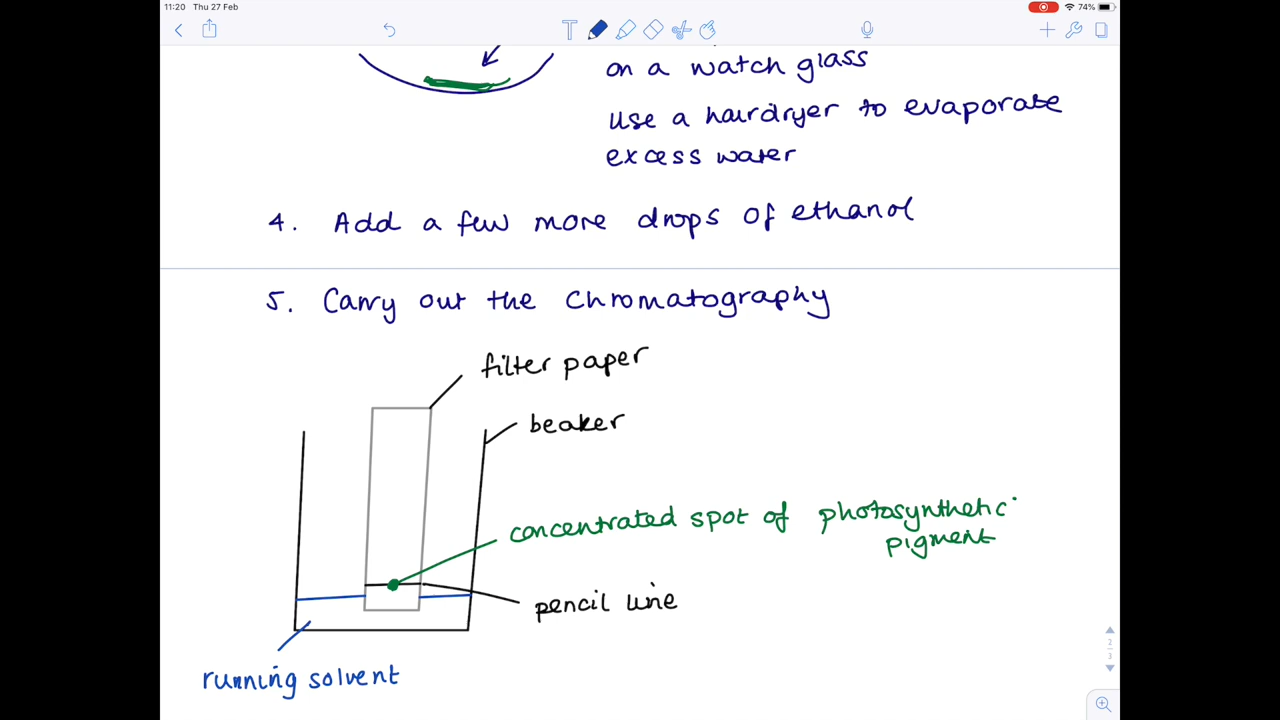 11:20 Thu 27 Feb
74%
T
on a watch glass
use a hairdryer to evaporate
excess water
4. Add a few more drops of ethanol
5. Carry out the chromatography
filter paper
beaker
concentrated spot of photosynthetic
pigment
pencil line
running solvent
2
3